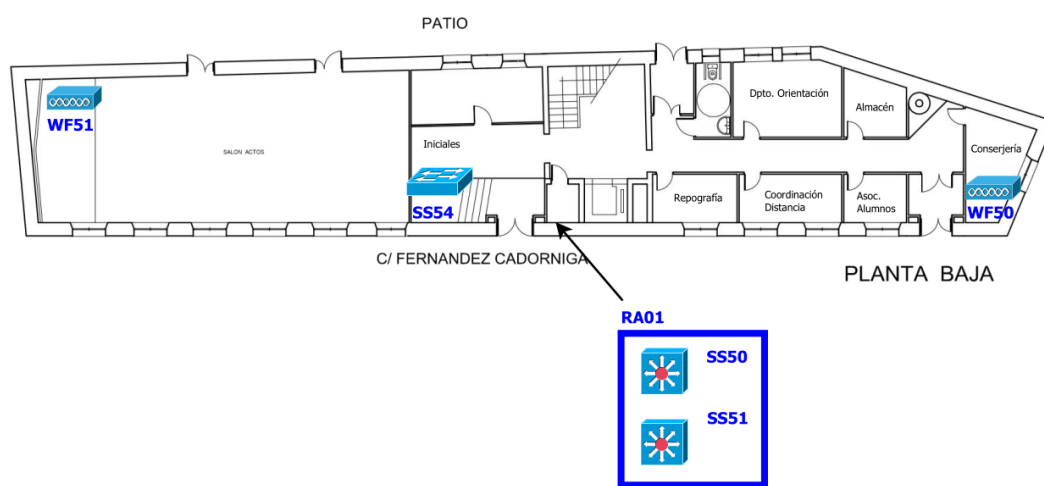 PATIO
WF51
SALON ACTOS
Iniciales
SS54
Dpto. Orientación
Almacén
Conserjería
WF50
Repografía
Coordinación
Distancia
Asoc.
Alumnos
C/ FERNANDEZ CADORNIGA
PLANTA BAJA
RA01
SS50
SS51